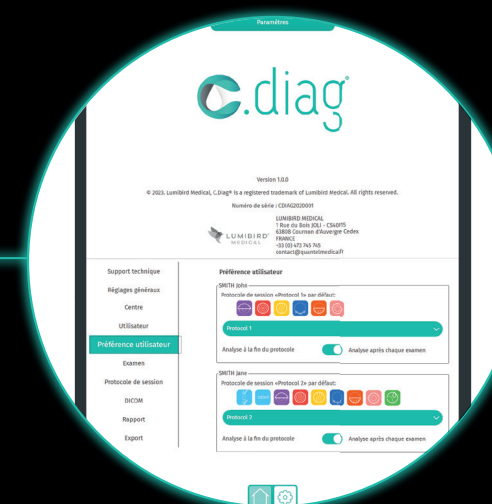 Paramètres
c.diag®
Version 1.0.0
© 2023. Lumibird Medical, C.Diag® is a registered trademark of Lumibird Medical. All rights reserved.
Numéro de série : CDIAG2020001
LUMIBIRD®
MEDICAL
LUMIBIRD MEDICAL
1 Rue du Bois JOLI - CS40015
63808 Cournon d'Auvergne Cedex
FRANCE
+33 (0) 473 745 745
contact@quantelmedical.fr
Support technique
Réglages généraux
Centre
Utilisateur
Préférence utilisateur
Examen
Protocole de session
DICOM
Rapport
Export
Préférence utilisateur
SMITH John
Protocole de session «Protocol 1» par défaut:
Protocol 1
Analyse à la fin du protocole
Analyse après chaque examen
SMITH Jane
Protocole de session «Protocol 2» par défaut:
Protocol 2
Analyse à la fin du protocole
Analyse après chaque examen